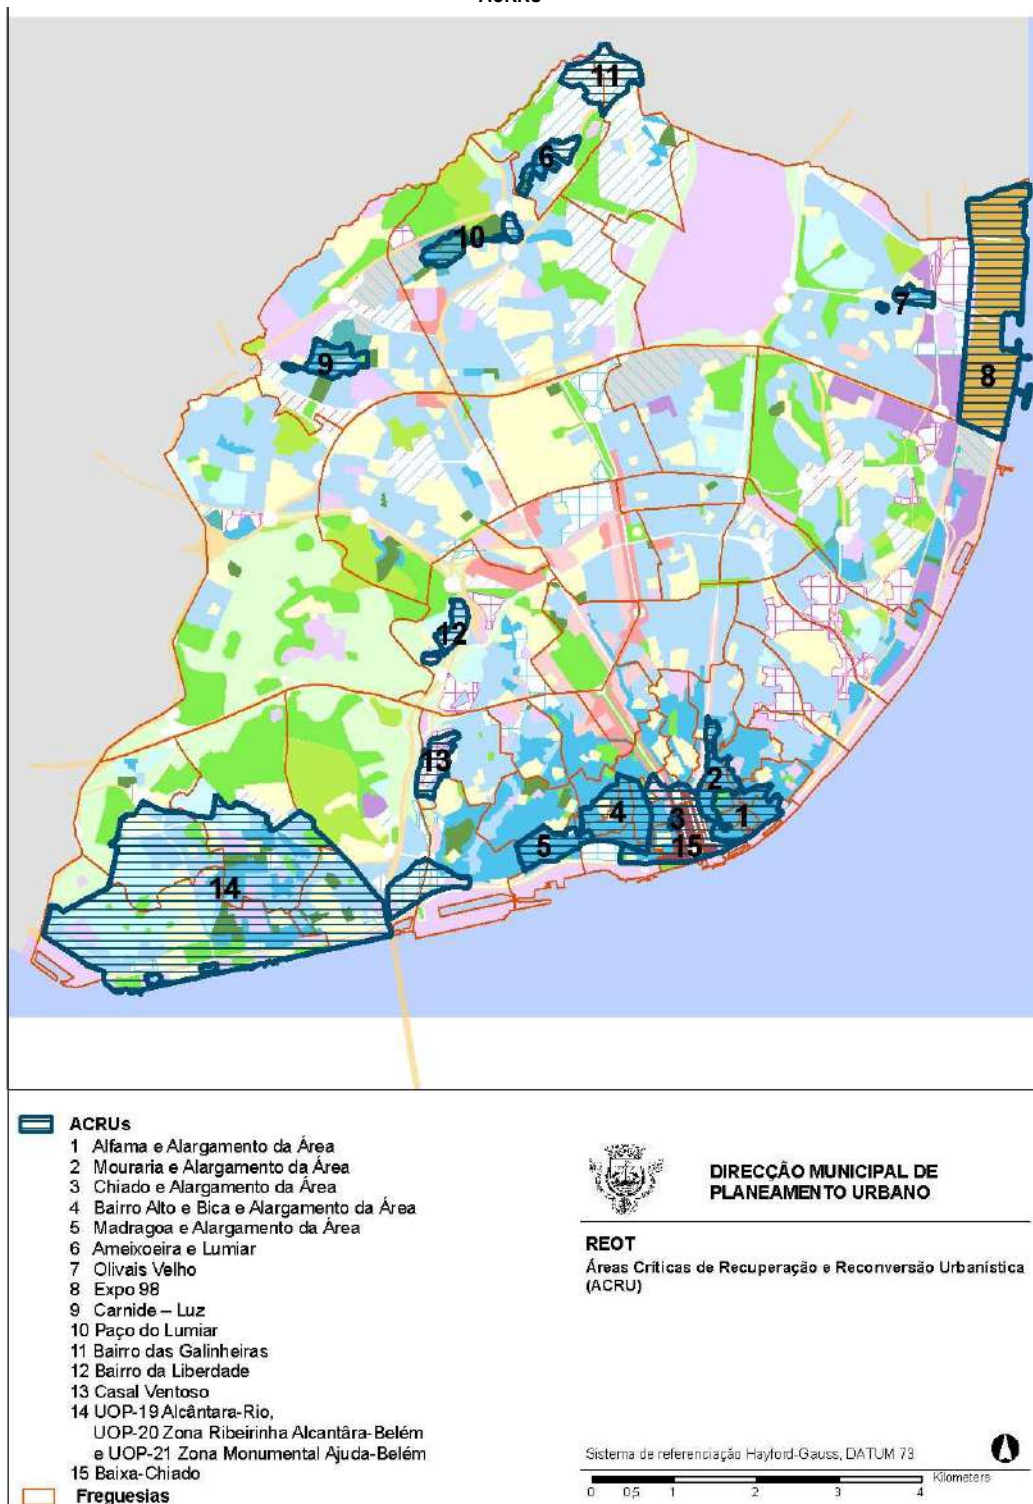 11
6
10
7
8
9
12
13
2
4
3
1
5
15
14
ACRUs
1 Alfama e Alargamento da Área
2 Mouraria e Alargamento da Área
3 Chiado e Alargamento da Área
4 Bairro Alto e Bica e Alargamento da Área
5 Madragoa e Alargamento da Área
6 Ameixoeira e Lumiar
7 Olivais Velho
8 Expo 98
9 Carnide – Luz
10 Paço do Lumiar
11 Bairro das Galinheiras
12 Bairro da Liberdade
13 Casal Ventoso
14 UOP-19 Alcântara-Rio,
UOP-20 Zona Ribeirinha Alcantâra-Belém
e UOP-21 Zona Monumental Ajuda-Belém
15 Baixa-Chiado
Freguesias
DIRECÇÃO MUNICIPAL DE
PLANEAMENTO URBANO
REOT
Áreas Críticas de Recuperação e Reconversão Urbanística
(ACRU)
Sistema de referenciação Hayford-Gauss, DATUM 73
Kilometers
0 0,5 1 2 3 4